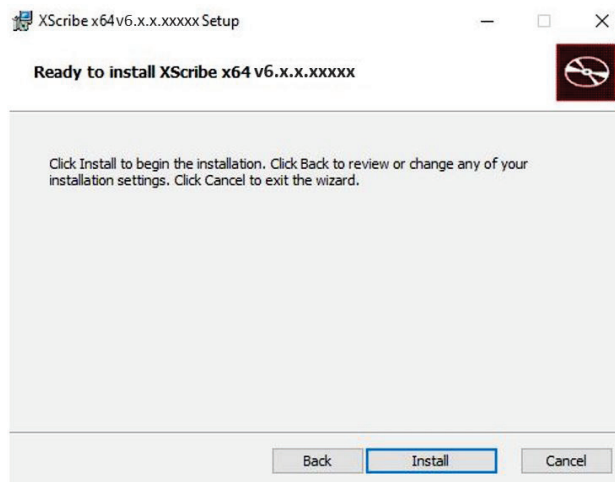 XScribe x64 v6.x.x.xxxxx Setup
Ready to install XScribe x64 v6.x.x.xxxxx
Click Install to begin the installation. Click Back to review or change any of your
installation settings. Click Cancel to exit the wizard.
Back Install Cancel